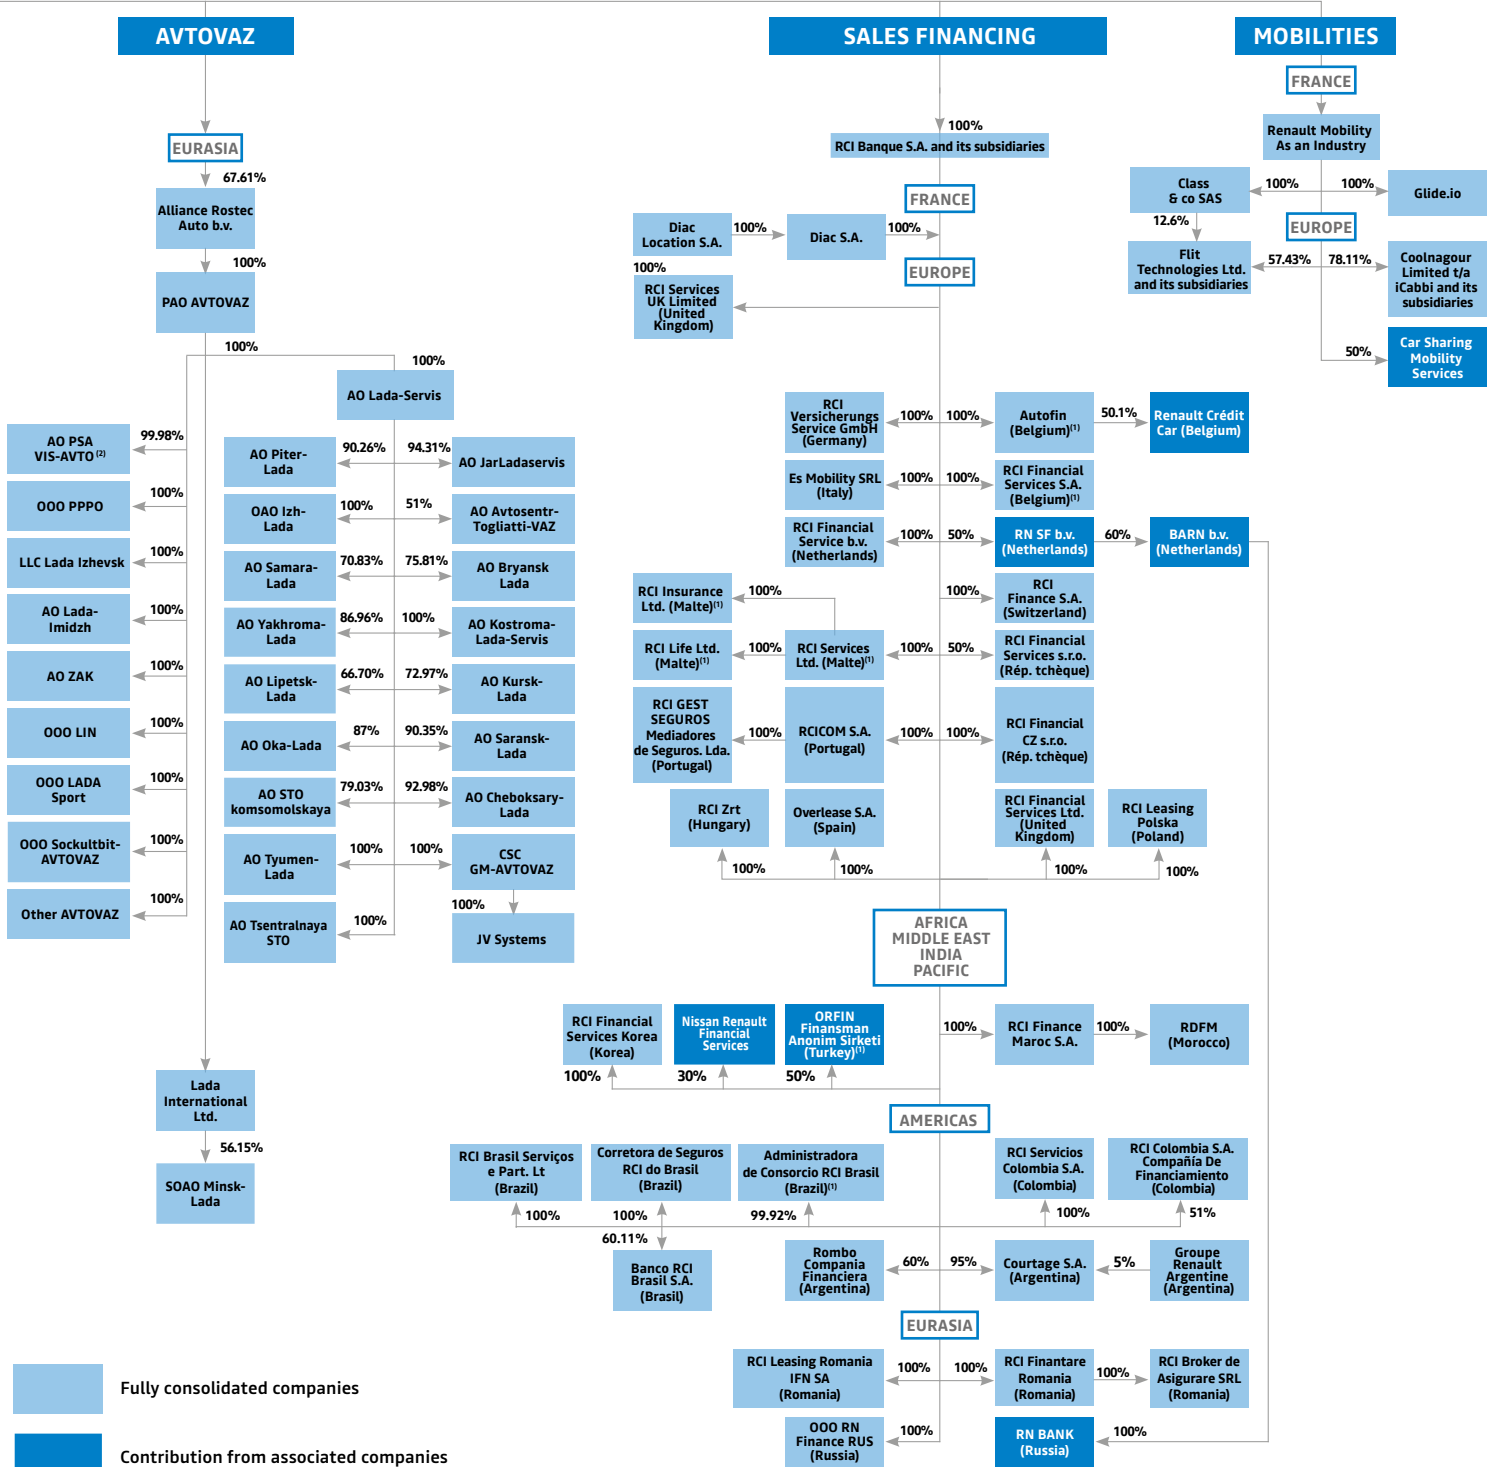 AVTOVAZ
EURASIA
67.61%
Alliance Rostec
Auto b.v.
100%
PAO AVTOVAZ
100%
100%
AO Lada-Servis
AO PSA
VIS-AVTO(2)
99.98%
OOO PPPO
100%
LLC Lada Izhevsk
100%
AO Lada-
Imidzh
100%
AO ZAK
100%
OOO LIN
100%
OOO LADA
Sport
100%
OOO Sockultbit-
AVTOVAZ
100%
Other AVTOVAZ
100%
AO Piter-
Lada
90.26%
94.31%
AO JarLadaservis
OAO Izh-
Lada
100%
51%
AO Avtosentr-
Togliatti-VAZ
AO Samara-
Lada
70.83%
75.81%
AO Bryansk
Lada
AO Yakhroma-
Lada
86.96%
100%
AO Kostroma-
Lada-Servis
AO Lipetsk-
Lada
66.70%
72.97%
AO Kursk-
Lada
AO Oka-Lada
87%
90.35%
AO Saransk-
Lada
AO STO
komsomolskaya
79.03%
92.98%
AO Cheboksary-
Lada
AO Tyumen-
Lada
100%
100%
CSC
GM-AVTOVAZ
AO Tsentralnaya
STO
100%
100%
JV Systems
Lada
International
Ltd.
56.15%
SOAO Minsk-
Lada
SALES FINANCING
100%
RCI Banque S.A. and its subsidiaries
FRANCE
Diac
Location S.A.
100%
Diac S.A.
100%
EUROPE
100%
RCI Services
UK Limited
(United
Kingdom)
RCI
Versicherungs
Service GmbH
(Germany)
100%
100%
Autofin
(Belgium)(1)
50.1%
Renault Crédit
Car (Belgium)
Es Mobility SRL
(Italy)
100%
100%
RCI Financial
Services S.A.
(Belgium)(1)
RCI Financial
Service b.v.
(Netherlands)
100%
50%
RN SF b.v.
(Netherlands)
60%
BARN b.v.
(Netherlands)
RCI Insurance
Ltd. (Malte)(1)
100%
100%
RCI
Finance S.A.
(Switzerland)
RCI Life Ltd.
(Malte)(1)
100%
RCI Services
Ltd. (Malte)(1)
100%
50%
RCI Financial
Services s.r.o.
(Rép. tchèque)
RCI GEST
SEGUROS
Mediadores
de Seguros. Lda.
(Portugal)
100%
RCICOM S.A.
(Portugal)
100%
100%
RCI Financial
CZ s.r.o.
(Rép. tchèque)
RCI Zrt
(Hungary)
100%
Overlease S.A.
(Spain)
100%
RCI Financial
Services Ltd.
(United
Kingdom)
100%
RCI Leasing
Polska
(Poland)
100%
AFRICA
MIDDLE EAST
INDIA
PACIFIC
RCI Financial
Services Korea
(Korea)
100%
Nissan Renault
Financial
Services
30%
ORFIN
Finansman
Anonim Sirketi
(Turkey)(1)
50%
100%
RCI Finance
Maroc S.A.
100%
RDFM
(Morocco)
AMERICAS
RCI Brasil Serviços
e Part. Lt
(Brazil)
100%
Corretora de Seguros
RCI do Brasil
(Brazil)
100%
Administradora
de Consorcio RCI Brasil
(Brazil)(1)
99.92%
RCI Servicios
Colombia S.A.
(Colombia)
100%
RCI Colombia S.A.
Compañía De
Financiamiento
(Colombia)
51%
60.11%
Banco RCI
Brasil S.A.
(Brasil)
Rombo
Compania
Financiera
(Argentina)
60%
95%
Courtage S.A.
(Argentina)
5%
Groupe
Renault
Argentine
(Argentina)
EURASIA
RCI Leasing Romania
IFN SA
(Romania)
100%
100%
RCI Finantare
Romania
(Romania)
100%
RCI Broker de
Asigurare SRL
(Romania)
OOO RN
Finance RUS
(Russia)
100%
RN BANK
(Russia)
100%
MOBILITIES
FRANCE
Renault Mobility
As an Industry
Class
& co SAS
100%
100%
Glide.io
12.6%
EUROPE
Flit
Technologies Ltd.
and its subsidiaries
57.43%
78.11%
Coolnagour
Limited t/a
iCabbi and its
subsidiaries
50%
Car Sharing
Mobility
Services
Fully consolidated companies
Contribution from associated companies